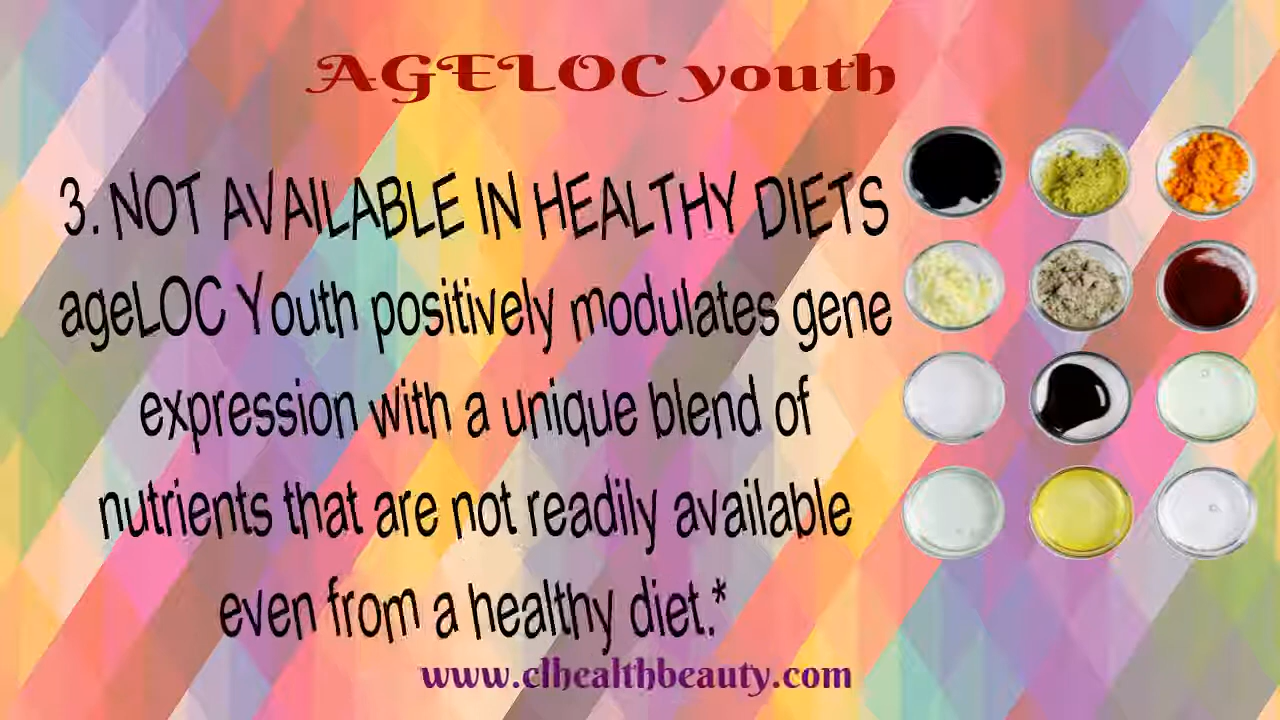 AGELOC youth
3. NOT AVAILABLE IN HEALTHY DIETS
ageLOC Youth positively modulates gene
expression with a unique blend of
nutrients that are not readily available
even from a healthy diet.*
www.clhealthbeauty.com